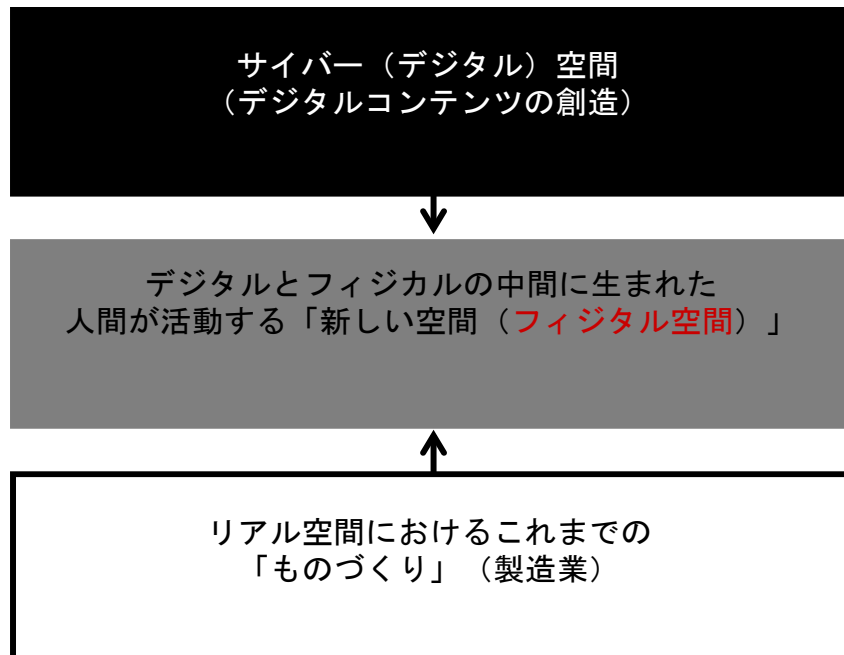 サイバー（デジタル）空間
（デジタルコンテンツの創造）
デジタルとフィジカルの中間に生まれた
人間が活動する「新しい空間（フィジタル空間）」
リアル空間におけるこれまでの
「ものづくり」（製造業）